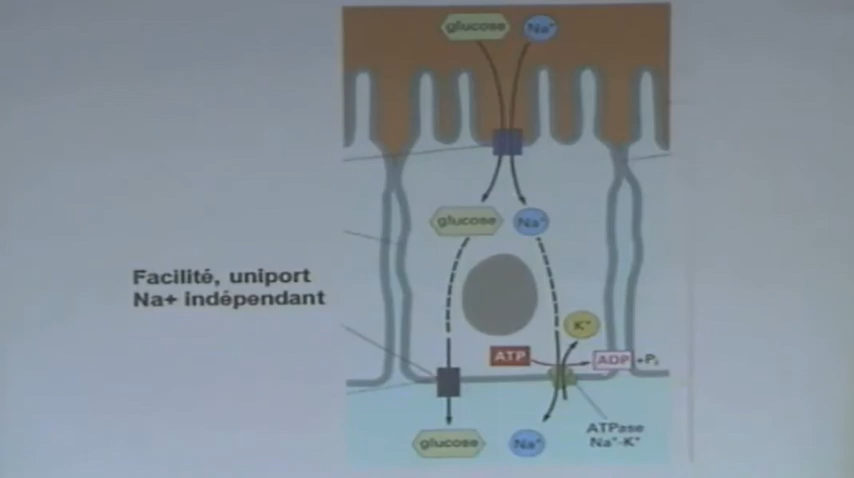 glucose Na⁺
glucose Na⁺
Facilité, uniport
Na+ indépendant
K⁺
ATP ADP +Pᵢ
ATPase
Na⁺-K⁺
glucose Na⁺